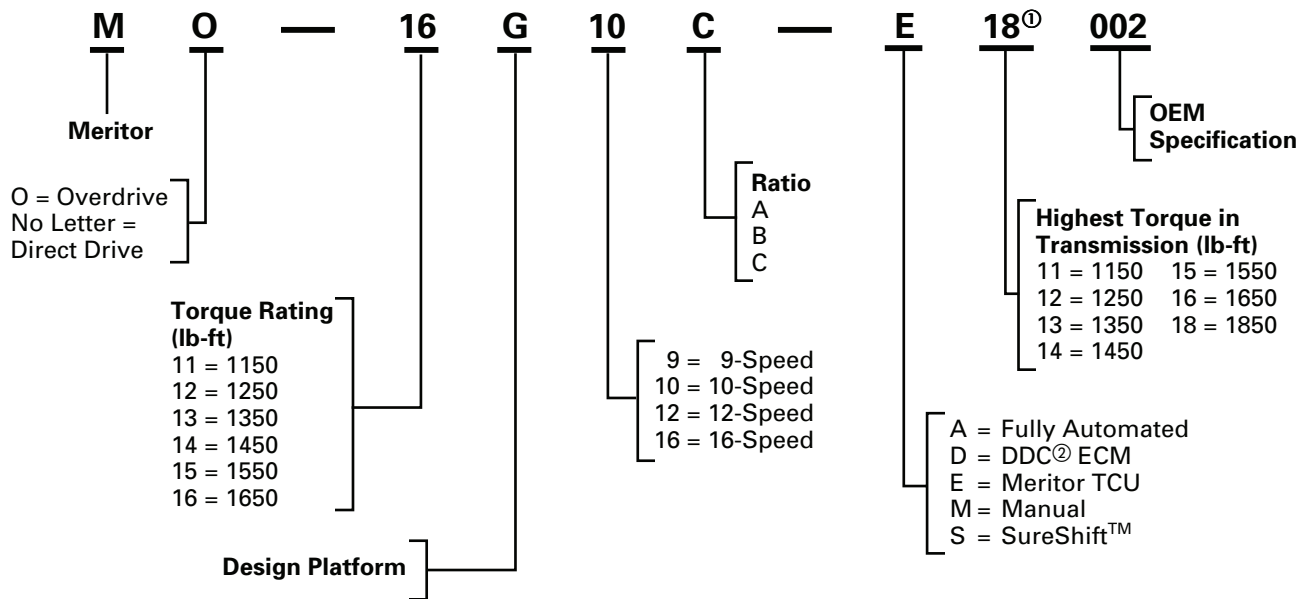 M O — 16 G 10 C — E 18① 002
Meritor
O = Overdrive
No Letter =
Direct Drive
Torque Rating
(lb-ft)
11 = 1150
12 = 1250
13 = 1350
14 = 1450
15 = 1550
16 = 1650
Design Platform
9 = 9-Speed
10 = 10-Speed
12 = 12-Speed
16 = 16-Speed
Ratio
A
B
C
A = Fully Automated
D = DDC② ECM
E = Meritor TCU
M = Manual
S = SureShift™
Highest Torque in
Transmission (lb-ft)
11 = 1150 15 = 1550
12 = 1250 16 = 1650
13 = 1350 18 = 1850
14 = 1450
OEM
Specification